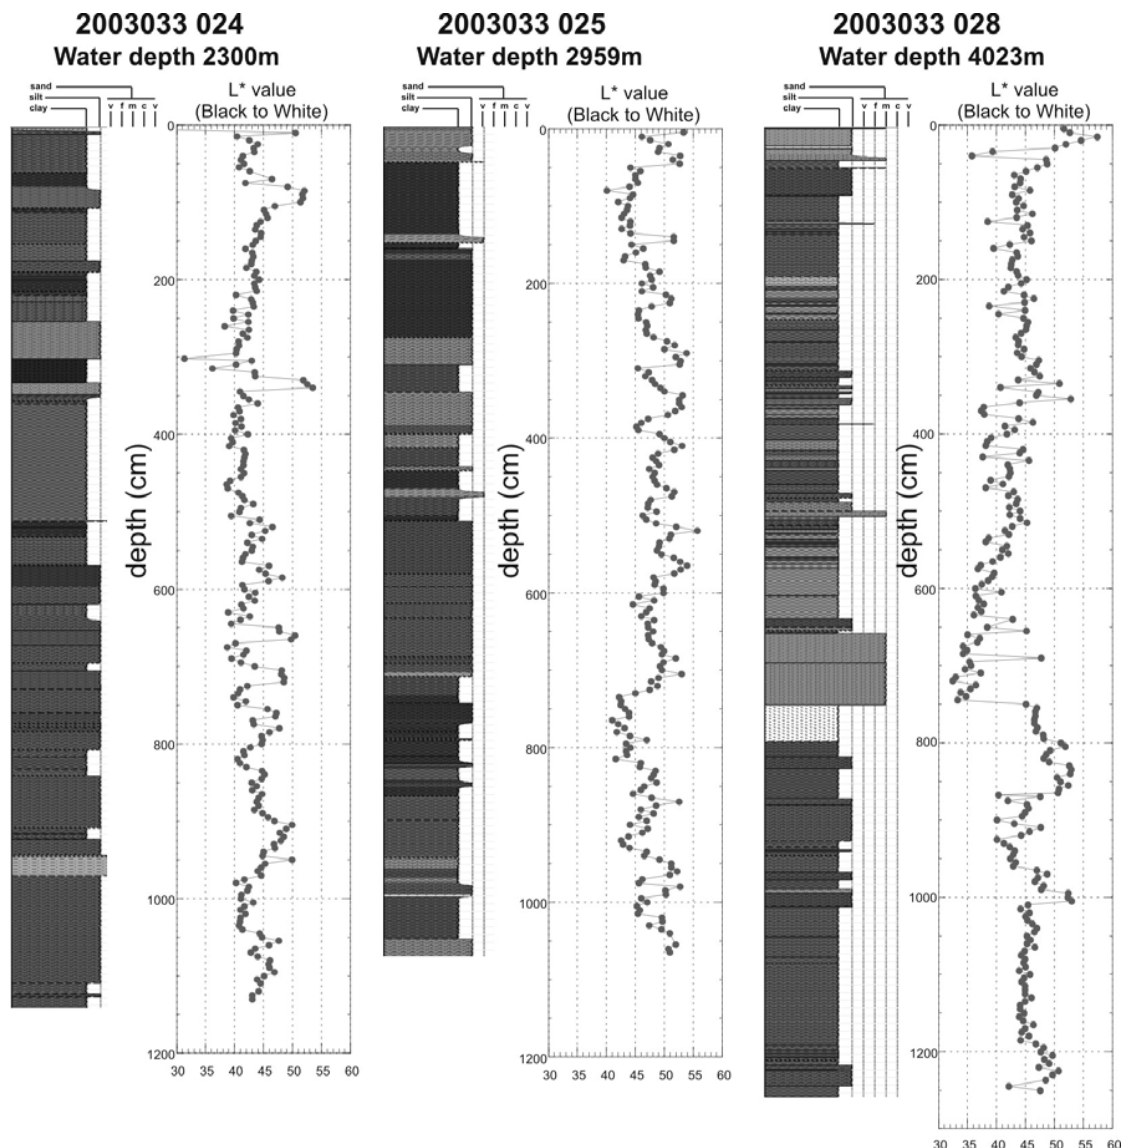 2003033 024
Water depth 2300m
sand
silt
clay
v f m c v
L* value
(Black to White)
0
200
400
600
800
1000
1200
depth (cm)
30 35 40 45 50 55 60
2003033 025
Water depth 2959m
sand
silt
clay
v f m c v
L* value
(Black to White)
0
200
400
600
800
1000
1200
depth (cm)
30 35 40 45 50 55 60
2003033 028
Water depth 4023m
sand
silt
clay
v f m c v
L* value
(Black to White)
0
200
400
600
800
1000
1200
depth (cm)
30 35 40 45 50 55 60